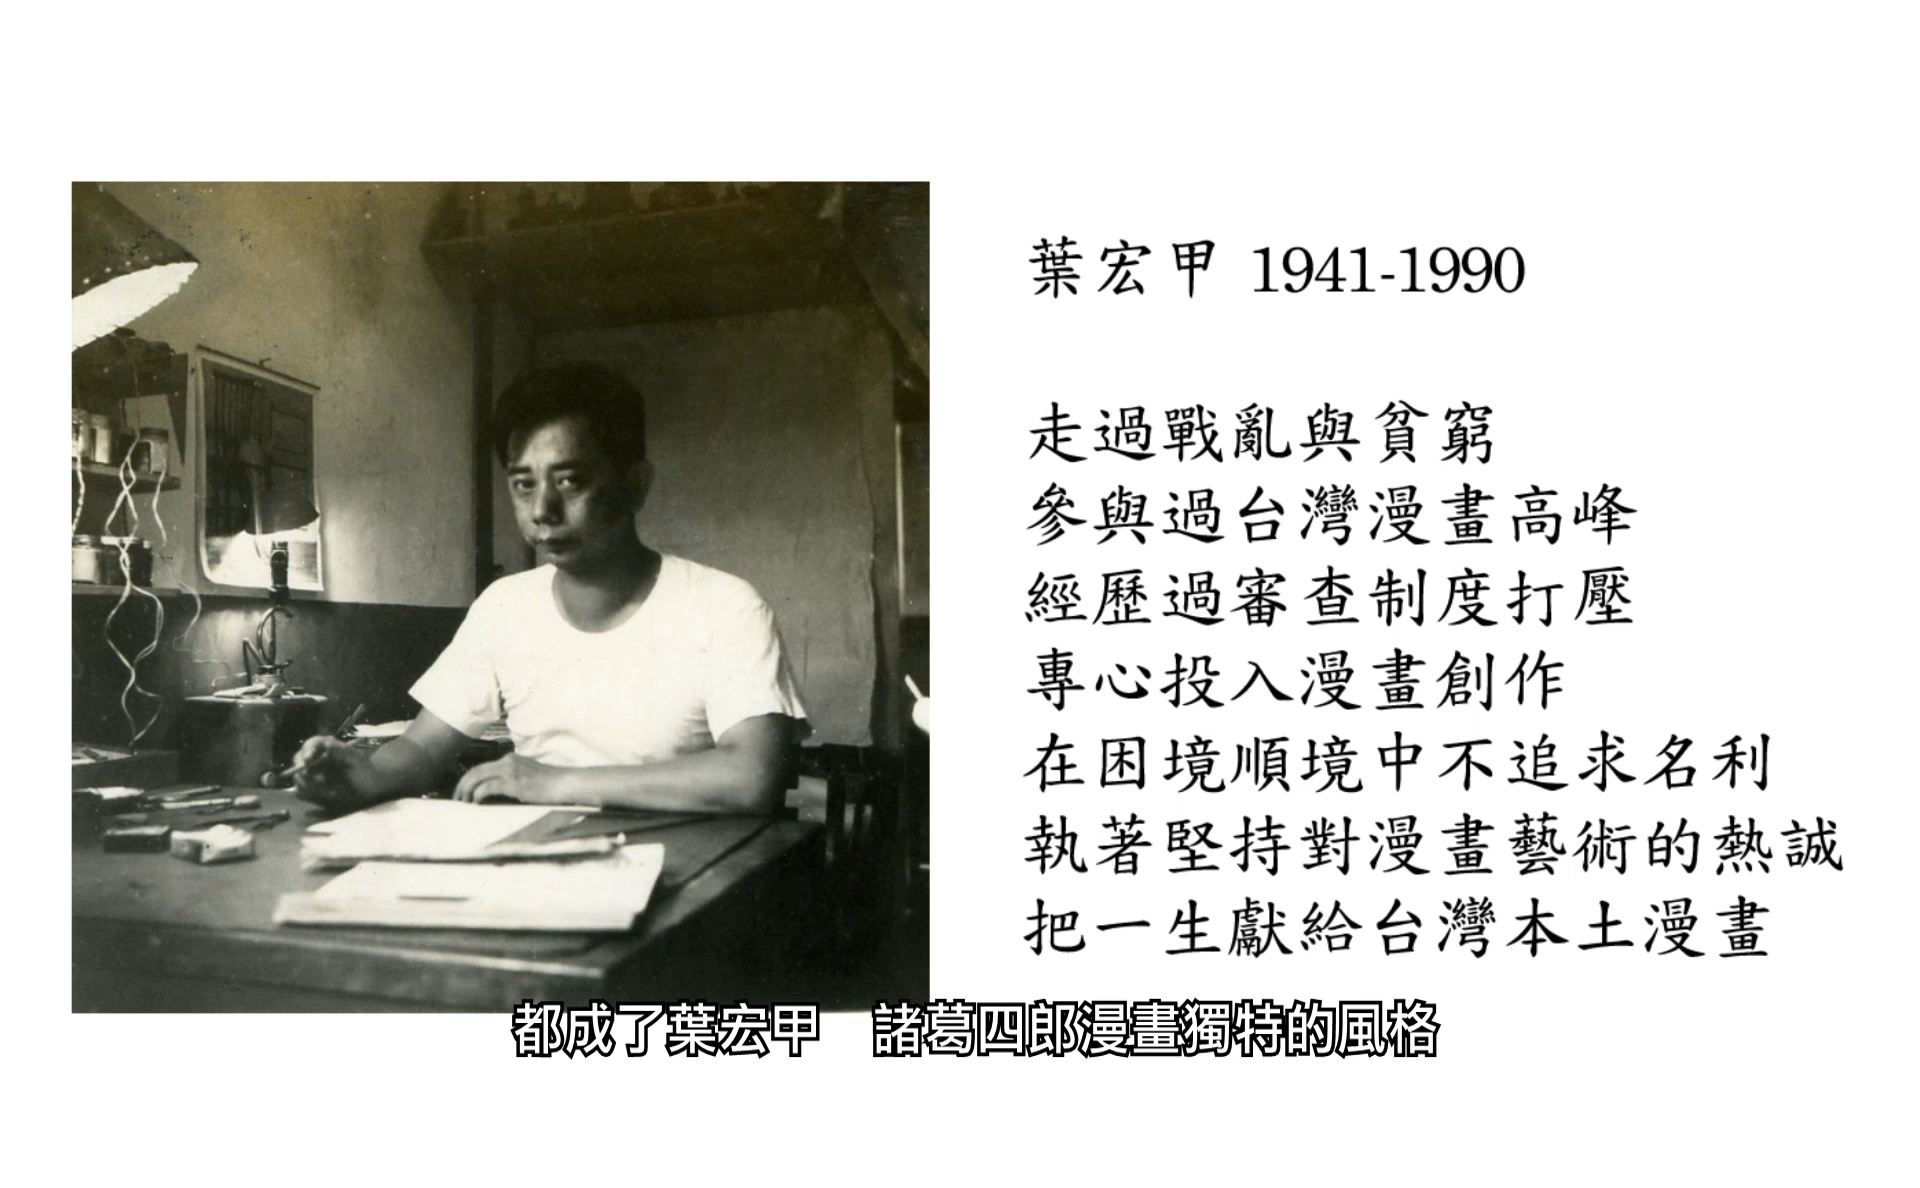 葉宏甲 1941-1990
走過戰亂與貧窮
參與過台灣漫畫高峰
經歷過審查制度打壓
專心投入漫畫創作
在困境順境中不追求名利
執著堅持對漫畫藝術的熱誠
把一生獻給台灣本土漫畫
都成了葉宏甲　諸葛四郎漫畫獨特的風格